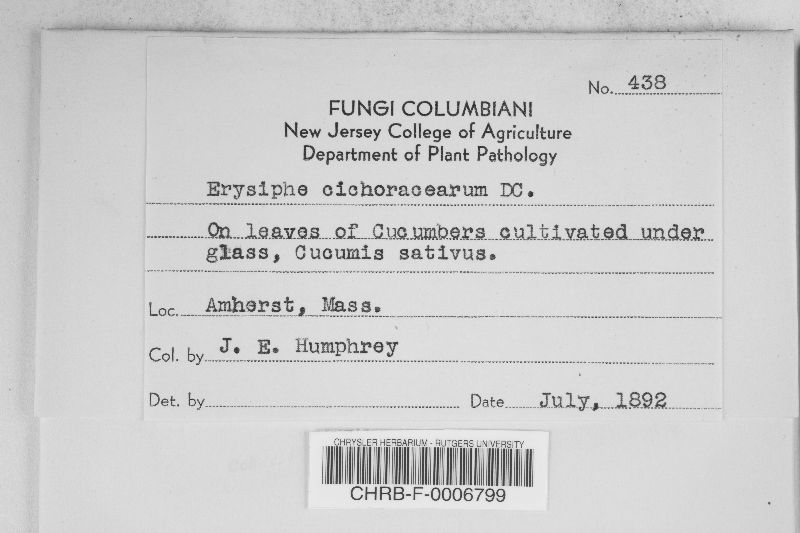 No. 438
FUNGI COLUMBIANI
New Jersey College of Agriculture
Department of Plant Pathology
Erysiphe cichoracearum DC.
On leaves of Cucumbers cultivated under
glass, Cucumis sativus.
Loc. Amherst, Mass.
Col. by J. E. Humphrey
Det. by Date July, 1892
CHRYSLER HERBARIUM - RUTGERS UNIVERSITY
CHRB-F-0006799